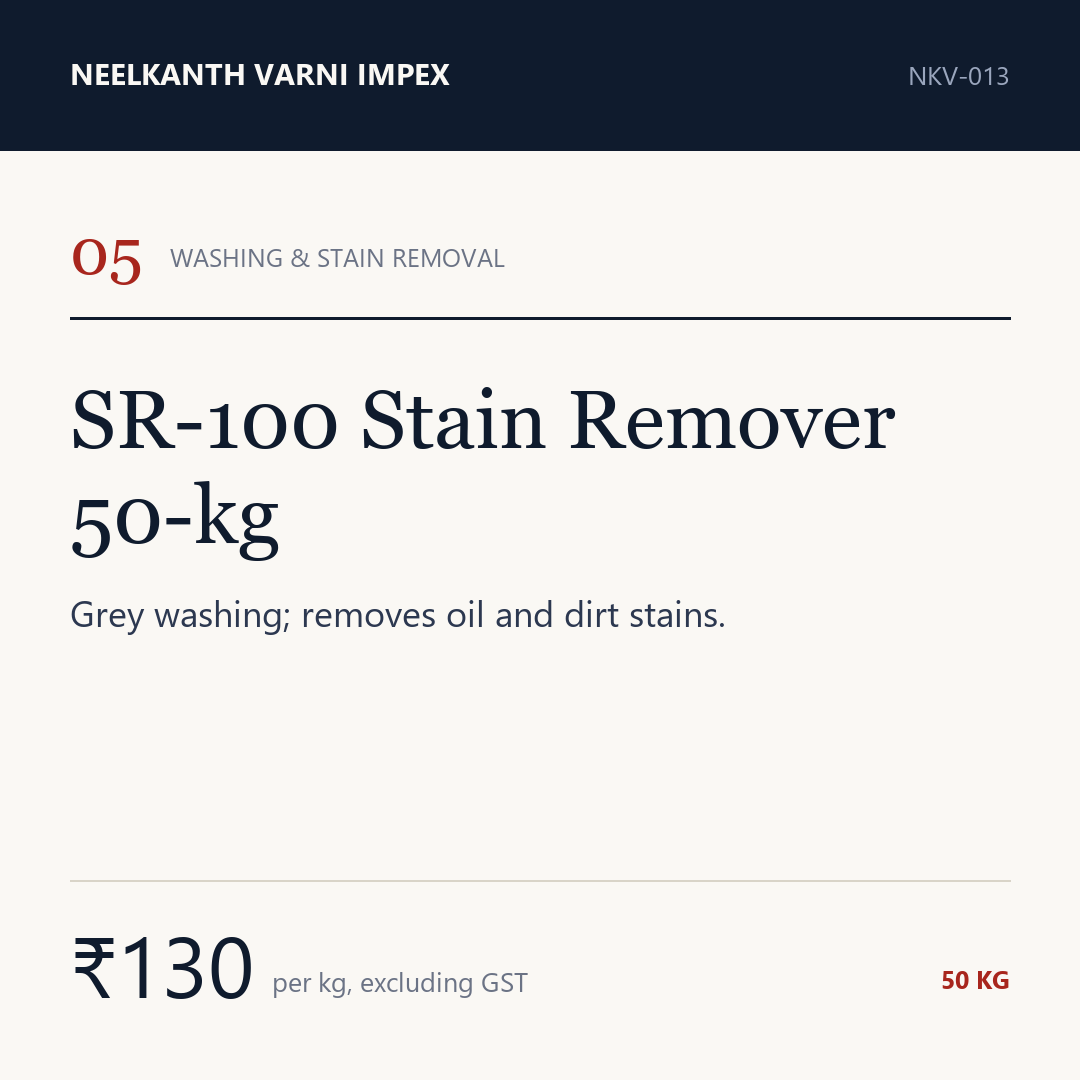 NEELKANTH VARNI IMPEX
NKV-013
05 WASHING & STAIN REMOVAL
SR-100 Stain Remover
50-kg
Grey washing; removes oil and dirt stains.
₹130 per kg, excluding GST
50 KG